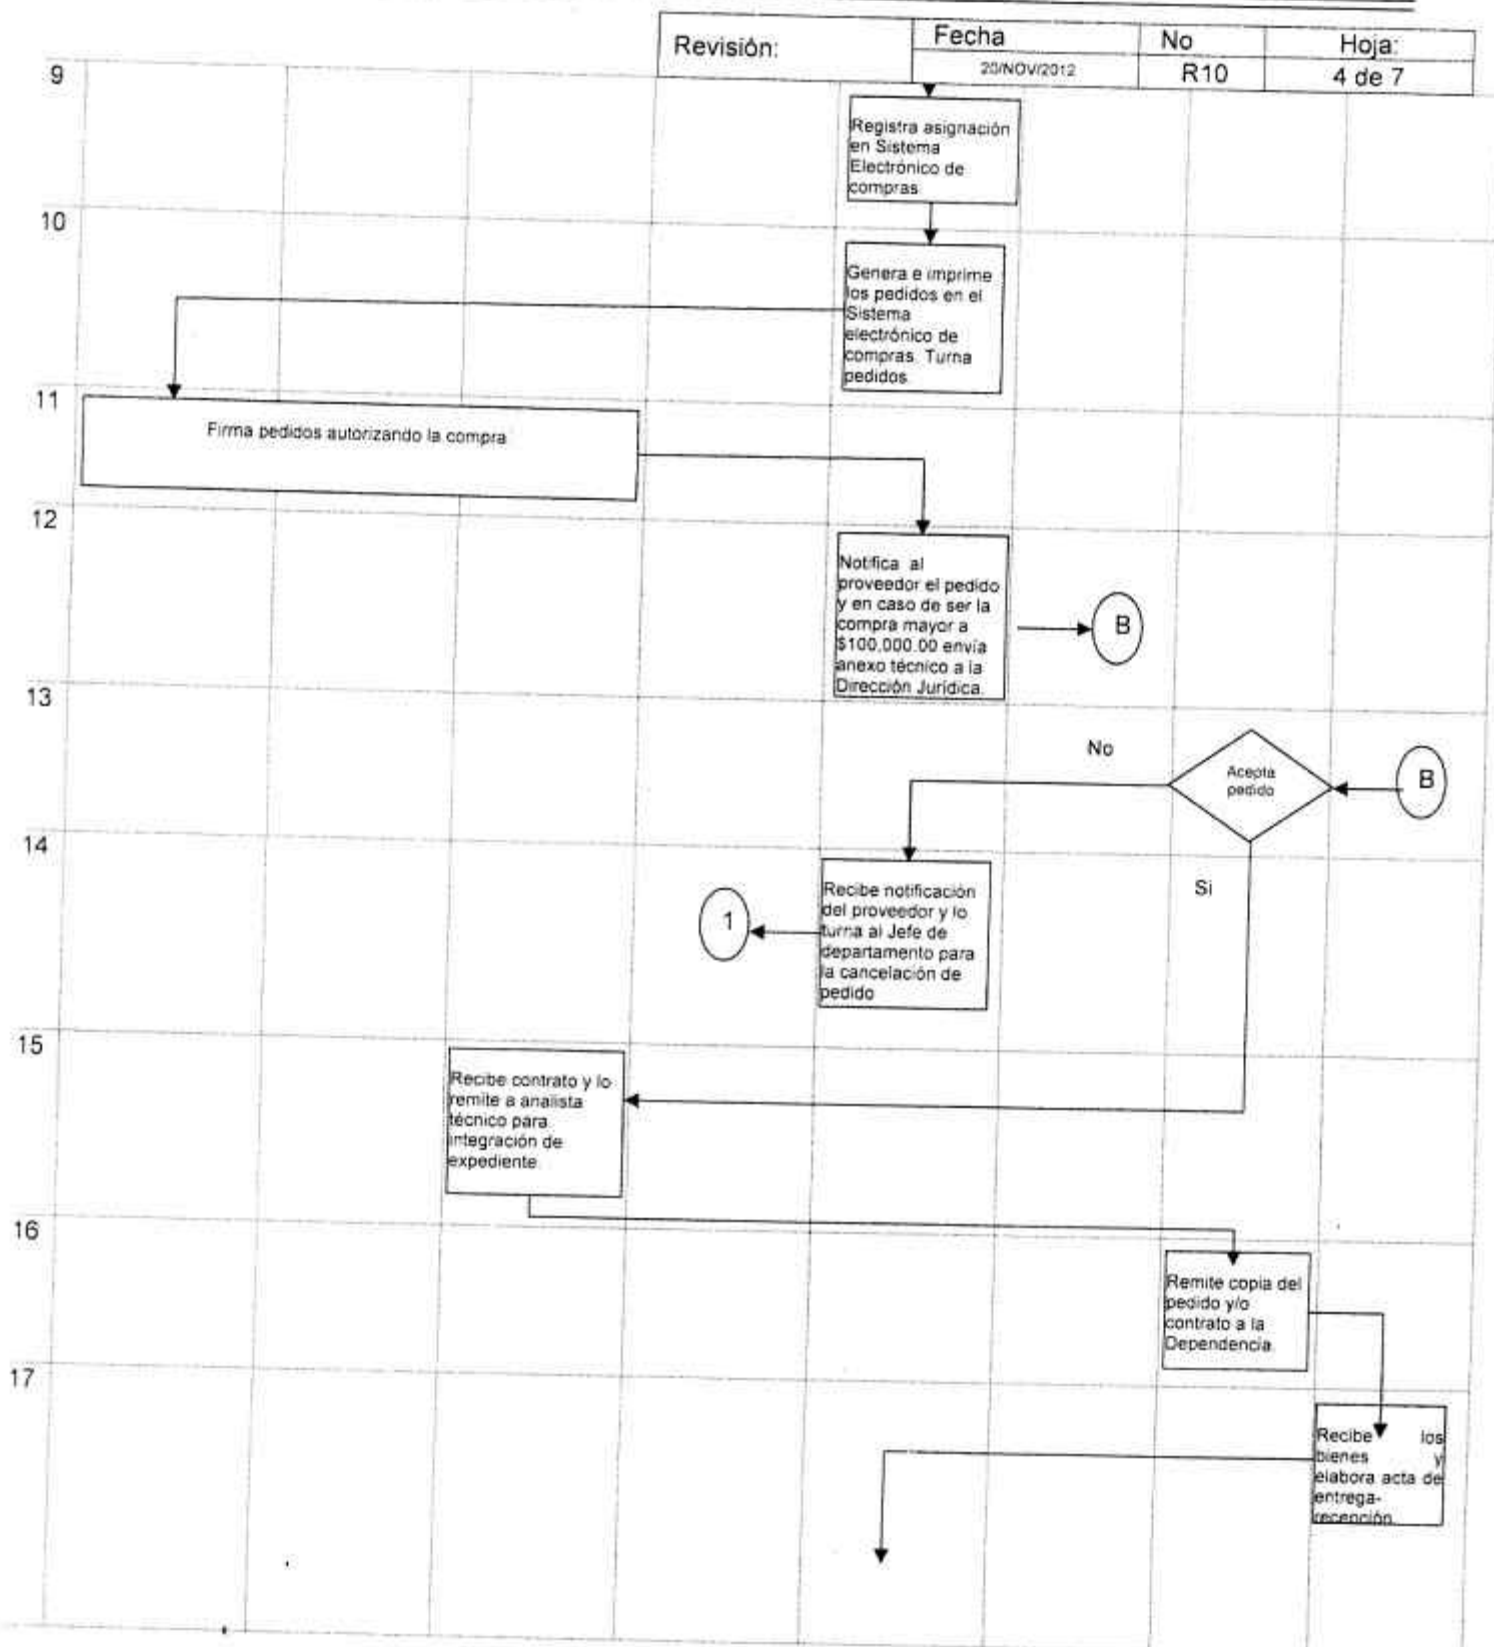 Revisión:
Fecha
No
Hoja:
20/NOV/2012
R10
4 de 7
9
Registra asignación
en Sistema
Electrónico de
compras
10
Genera e imprime
los pedidos en el
Sistema
electrónico de
compras. Turna
pedidos
11
Firma pedidos autorizando la compra
12
Notifica al
proveedor el pedido
y en caso de ser la
compra mayor a
$100,000.00 envía
anexo técnico a la
Dirección Jurídica.
B
13
No
Acepta
pedido
B
14
Si
Recibe notificación
del proveedor y lo
turna al Jefe de
departamento para
la cancelación de
pedido
1
15
Recibe contrato y lo
remite a analista
técnico para
integración de
expediente.
16
Remite copia del
pedido y/o
contrato a la
Dependencia.
17
Recibe los
bienes y
elabora acta de
entrega-
recepción.